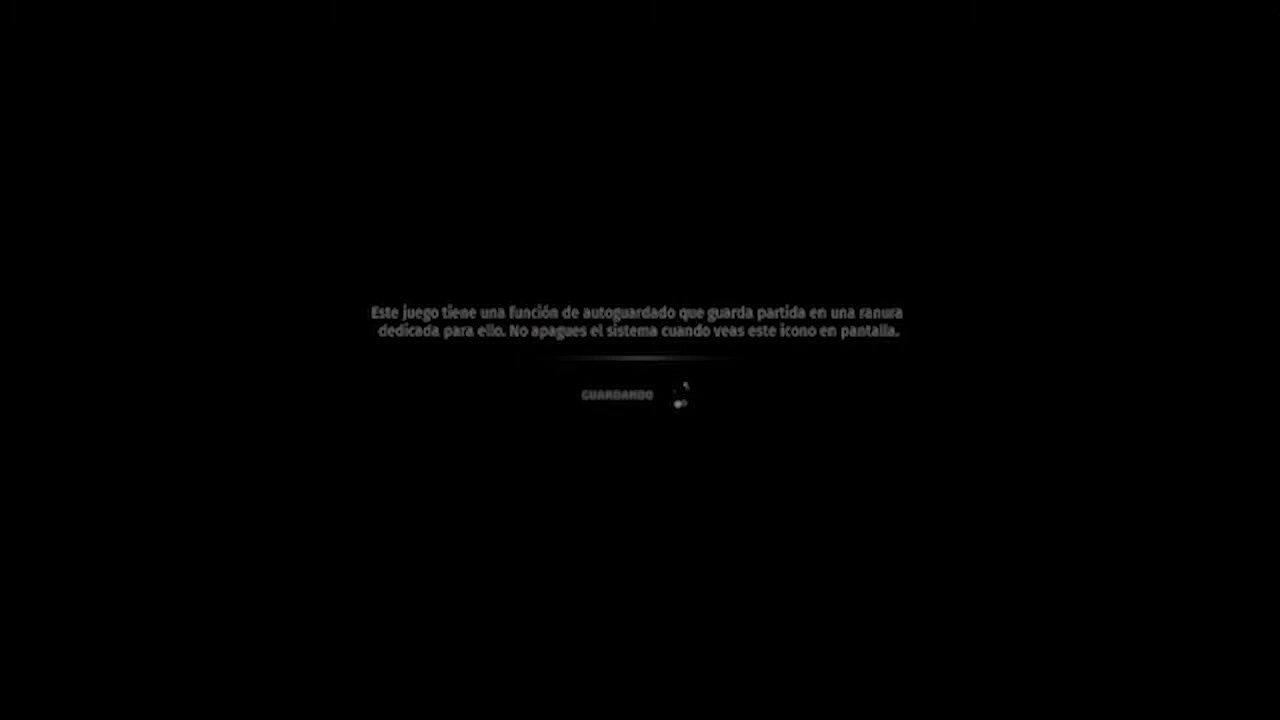 Este juego tiene una función de autoguardado que guarda partida en una ranura
dedicada para ello. No apagues el sistema cuando veas este icono en pantalla.
GUARDANDO